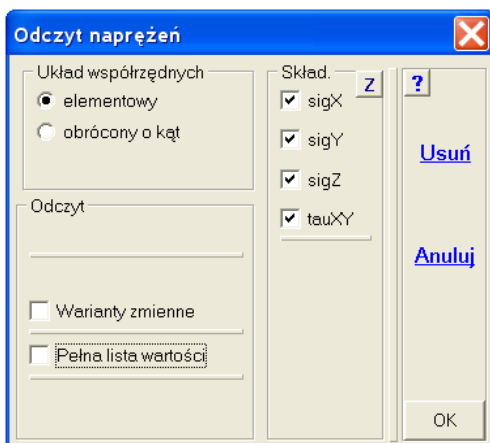 Odczyt naprężeń
Układ współrzędnych
elementowy
obrócony o kąt
Odczyt
Warianty zmienne
Pełna lista wartości
Skład.
Z
sigX
sigY
sigZ
tauXY
?
Usuń
Anuluj
OK